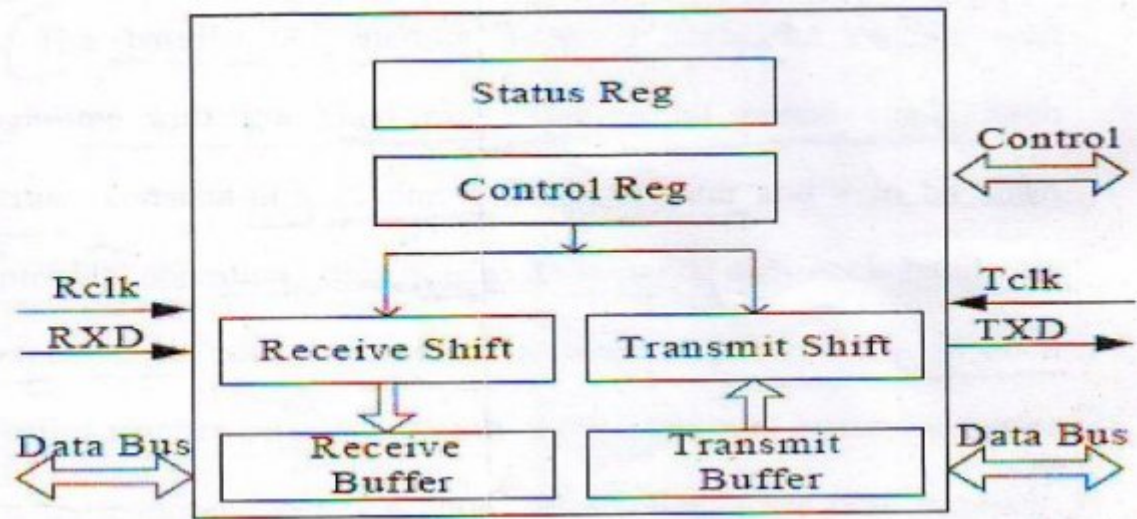 Status Reg
Control Reg
Control
Rclk
RXD
Tclk
TXD
Receive Shift
Transmit Shift
Data Bus
Receive
Buffer
Transmit
Buffer
Data Bus